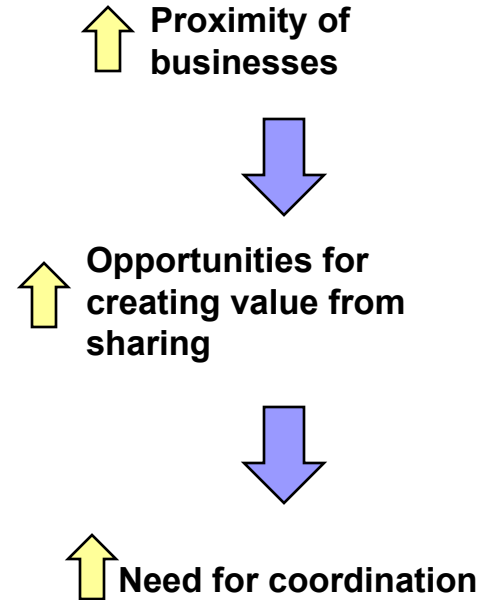 Proximity of
businesses
Opportunities for
creating value from
sharing
Need for coordination